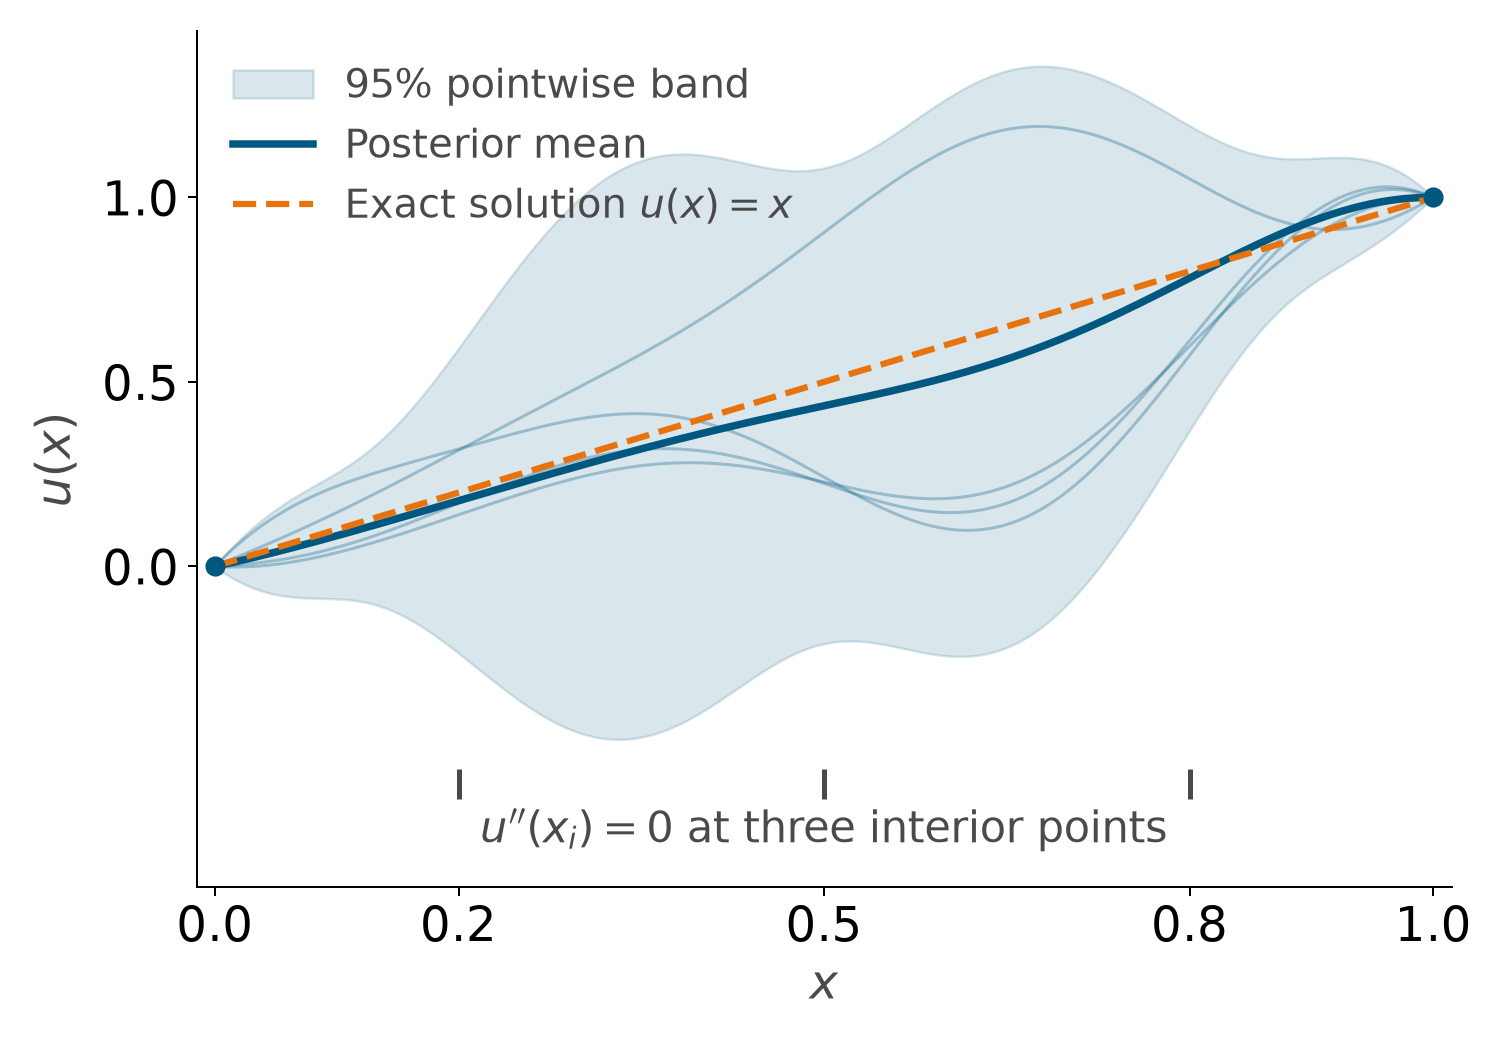 95% pointwise band
Posterior mean
Exact solution u(x) = x
1.0
0.5
0.0
u(x)
u″(xᵢ) = 0 at three interior points
0.0 0.2 0.5 0.8 1.0
x